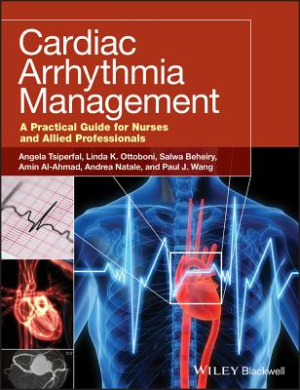 Cardiac
Arrhythmia
Management
A Practical Guide for Nurses
and Allied Professionals
Angela Tsiperfal, Linda K. Ottoboni, Salwa Beheiry,
Amin Al-Ahmad, Andrea Natale, and Paul J. Wang
WILEY Blackwell